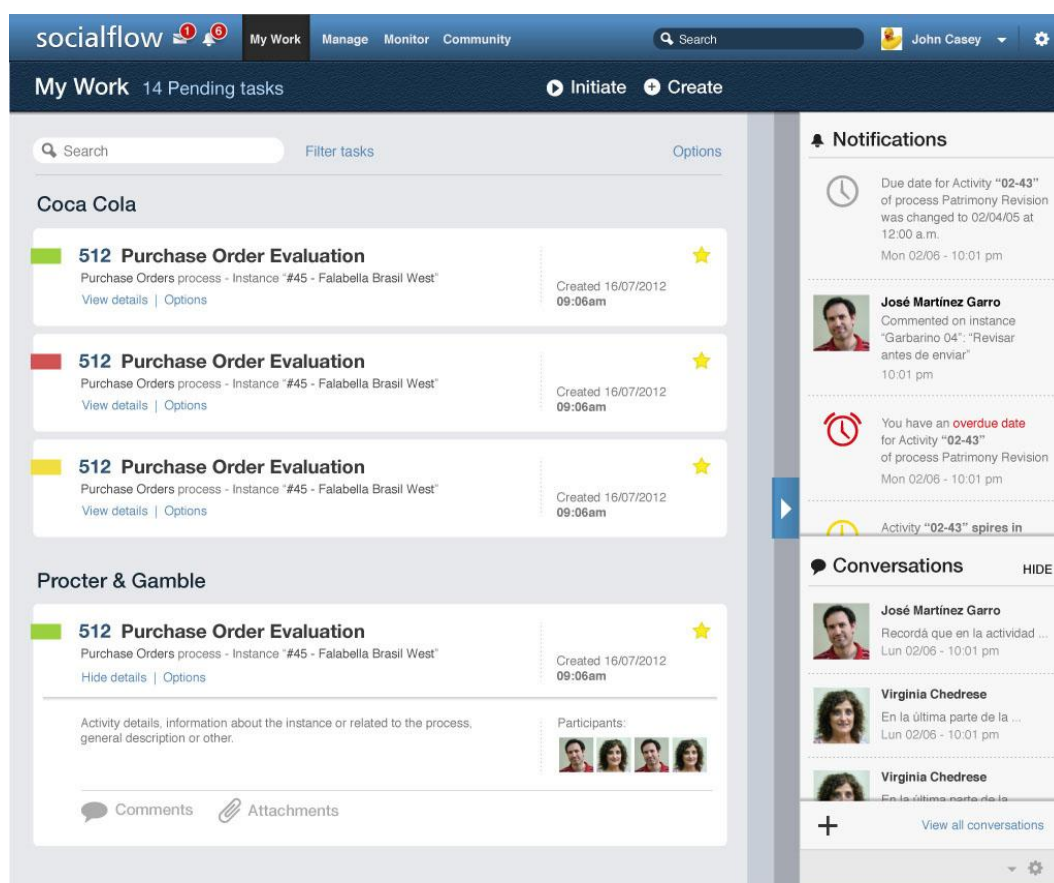 socialflow 1 6 My Work Manage Monitor Community Search John Casey
My Work 14 Pending tasks Initiate Create
Search Filter tasks Options
Coca Cola
512 Purchase Order Evaluation
Purchase Orders process - Instance "#45 - Falabella Brasil West"
View details | Options
Created 16/07/2012
09:06am
512 Purchase Order Evaluation
Purchase Orders process - Instance "#45 - Falabella Brasil West"
View details | Options
Created 16/07/2012
09:06am
512 Purchase Order Evaluation
Purchase Orders process - Instance "#45 - Falabella Brasil West"
View details | Options
Created 16/07/2012
09:06am
Procter & Gamble
512 Purchase Order Evaluation
Purchase Orders process - Instance "#45 - Falabella Brasil West"
Hide details | Options
Created 16/07/2012
09:06am
Activity details, information about the instance or related to the process,
general description or other.
Participants:
Comments Attachments
Notifications
Due date for Activity "02-43"
of process Patrimony Revision
was changed to 02/04/05 at
12:00 a.m.
Mon 02/06 - 10:01 pm
José Martínez Garro
Commented on instance
"Garbarino 04": "Revisar
antes de enviar"
10:01 pm
You have an overdue date
for Activity "02-43"
of process Patrimony Revision
Mon 02/06 - 10:01 pm
Activity "02-43" spires in
Conversations HIDE
José Martínez Garro
Recordá que en la actividad ...
Lun 02/06 - 10:01 pm
Virginia Chedrese
En la última parte de la ...
Lun 02/06 - 10:01 pm
Virginia Chedrese
En la última parte de la
View all conversations